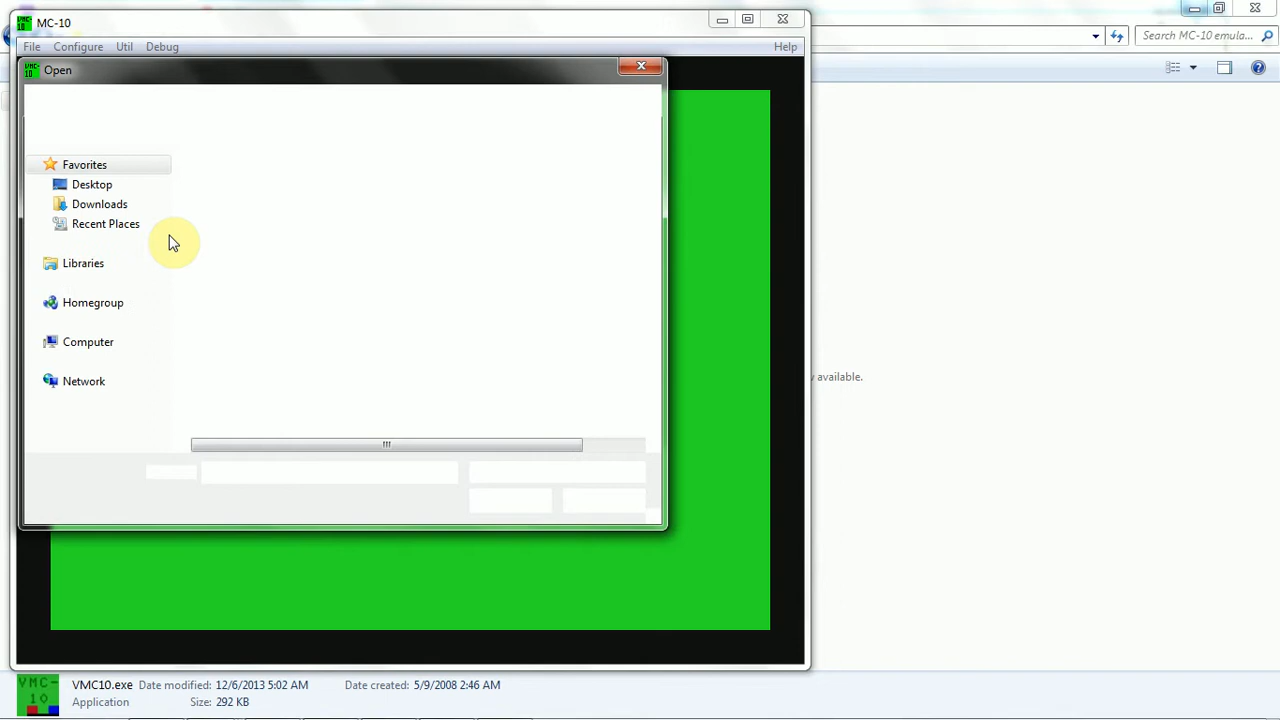 MC-10
File Configure Util Debug Help
Open
Favorites
Desktop
Downloads
Recent Places
Libraries
Homegroup
Computer
Network
Search MC-10 emula...
available.
VMC10.exe Date modified: 12/6/2013 5:02 AM Date created: 5/9/2008 2:46 AM
Application Size: 292 KB